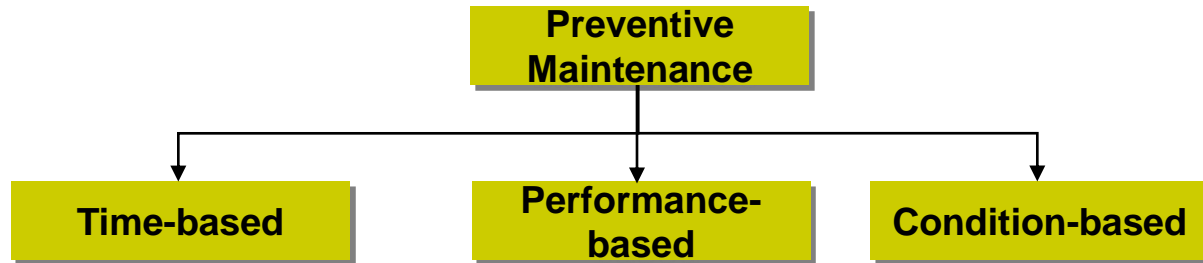 Preventive
Maintenance
Time-based
Performance-
based
Condition-based